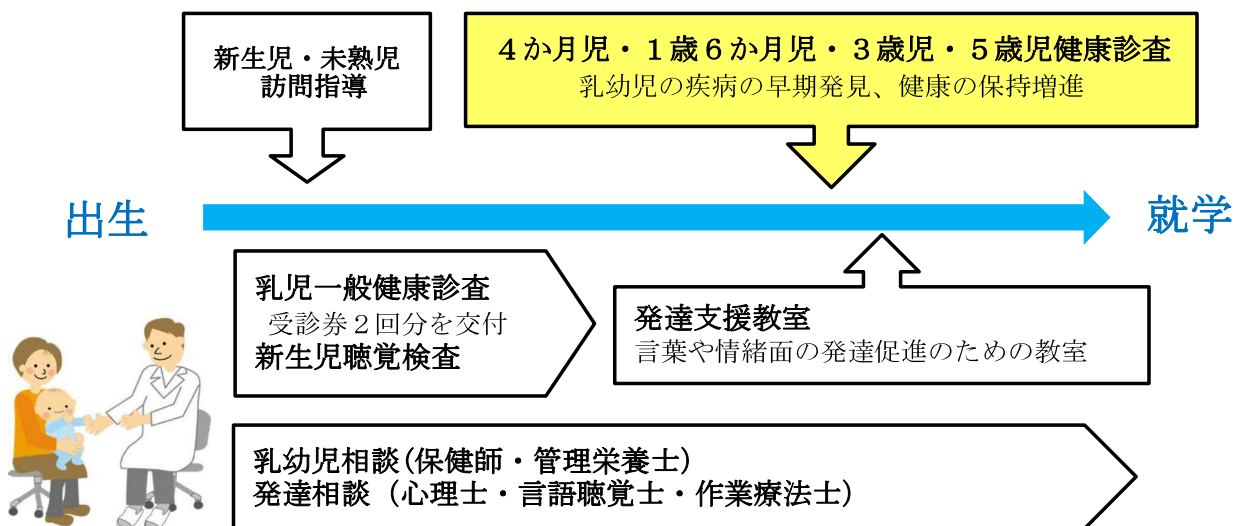 新生児・未熟児
訪問指導
４か月児・１歳６か月児・３歳児・５歳児健康診査
乳幼児の疾病の早期発見、健康の保持増進
出生
就学
乳児一般健康診査
受診券２回分を交付
新生児聴覚検査
発達支援教室
言葉や情緒面の発達促進のための教室
乳幼児相談(保健師・管理栄養士)
発達相談（心理士・言語聴覚士・作業療法士）